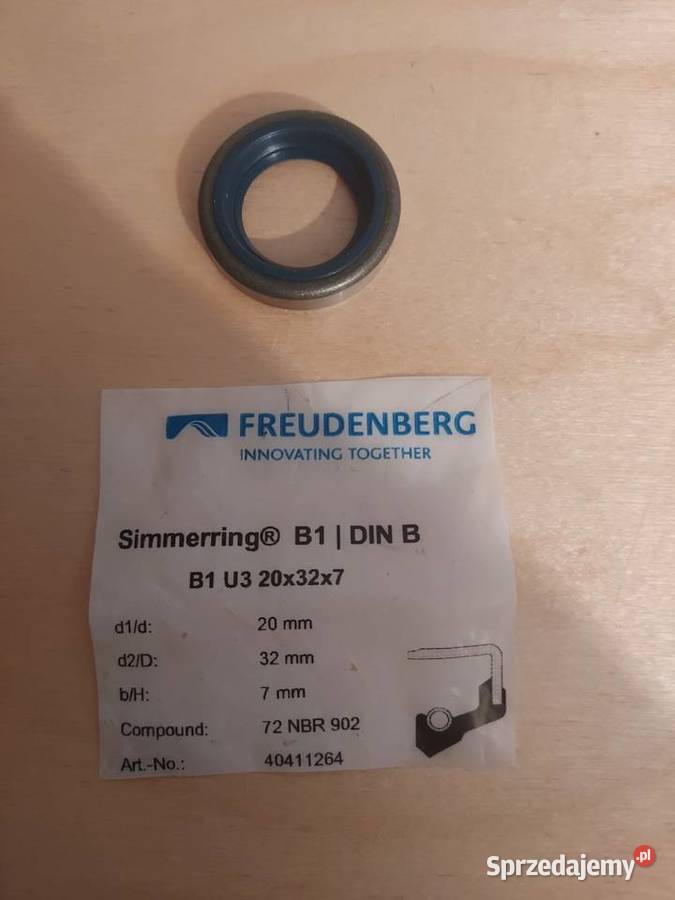 FREUDENBERG
INNOVATING TOGETHER
Simmerring® B1 | DIN B
B1 U3 20x32x7
d1/d: 20 mm
d2/D: 32 mm
b/H: 7 mm
Compound: 72 NBR 902
Art.-No.: 40411264
Sprzedajemy.pl